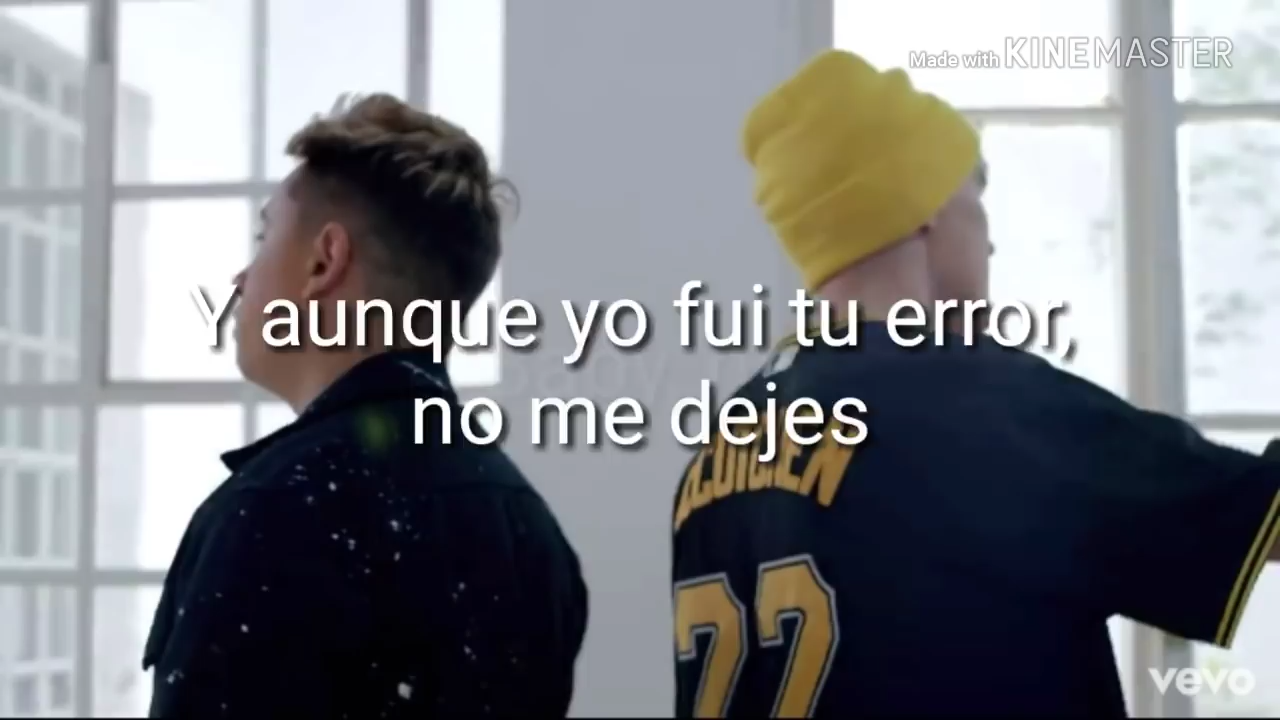 Made with KINEMASTER
Y aunque yo fui tu error,
no me dejes
77
vevo